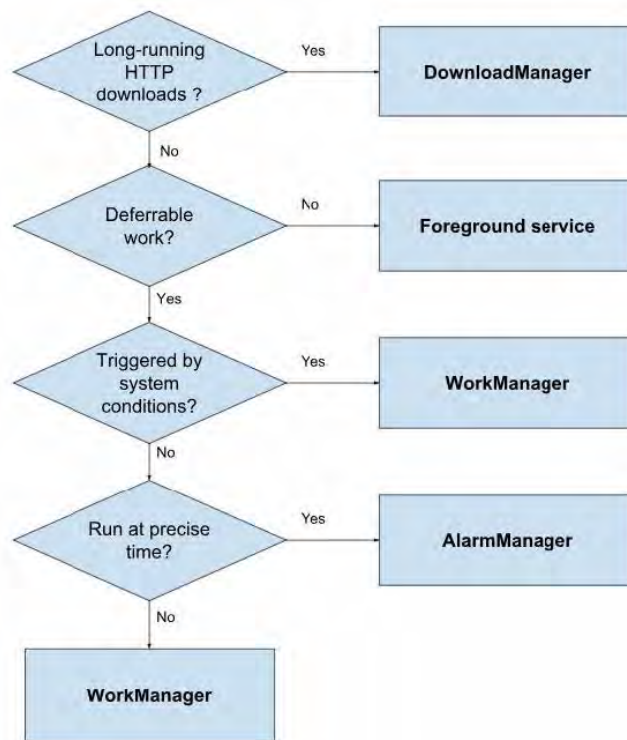 Long-running
HTTP
downloads ?
Yes
DownloadManager
No
Deferrable
work?
No
Foreground service
Yes
Triggered by
system
conditions?
Yes
WorkManager
No
Run at precise
time?
Yes
AlarmManager
No
WorkManager